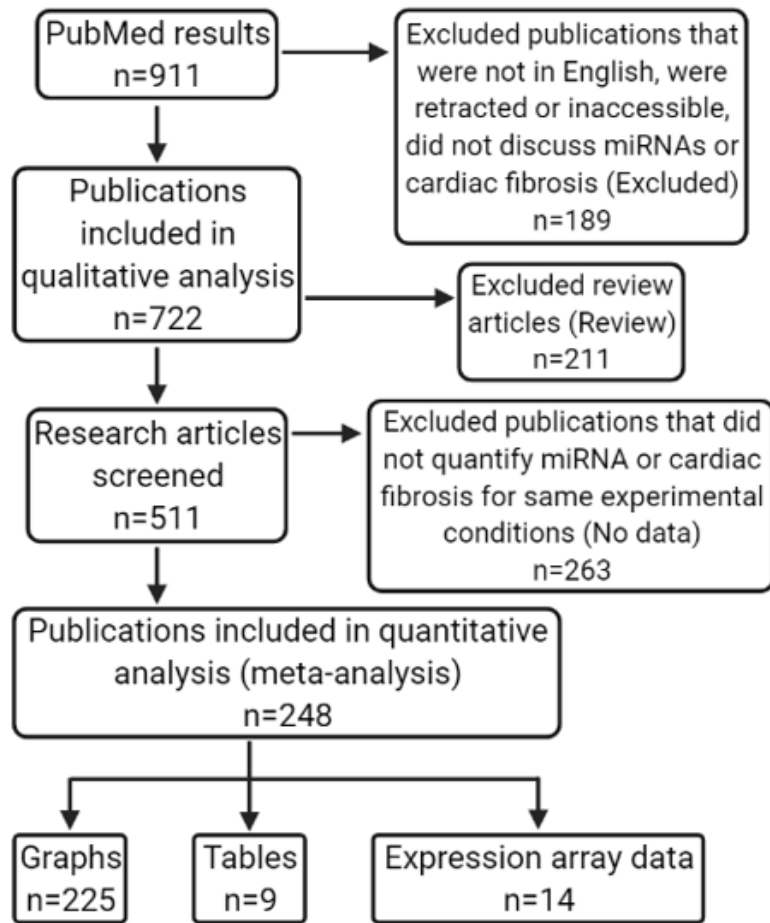 PubMed results
n=911
Excluded publications that
were not in English, were
retracted or inaccessible,
did not discuss miRNAs or
cardiac fibrosis (Excluded)
n=189
Publications
included in
qualitative analysis
n=722
Excluded review
articles (Review)
n=211
Research articles
screened
n=511
Excluded publications that did
not quantify miRNA or cardiac
fibrosis for same experimental
conditions (No data)
n=263
Publications included in quantitative
analysis (meta-analysis)
n=248
Graphs
n=225
Tables
n=9
Expression array data
n=14